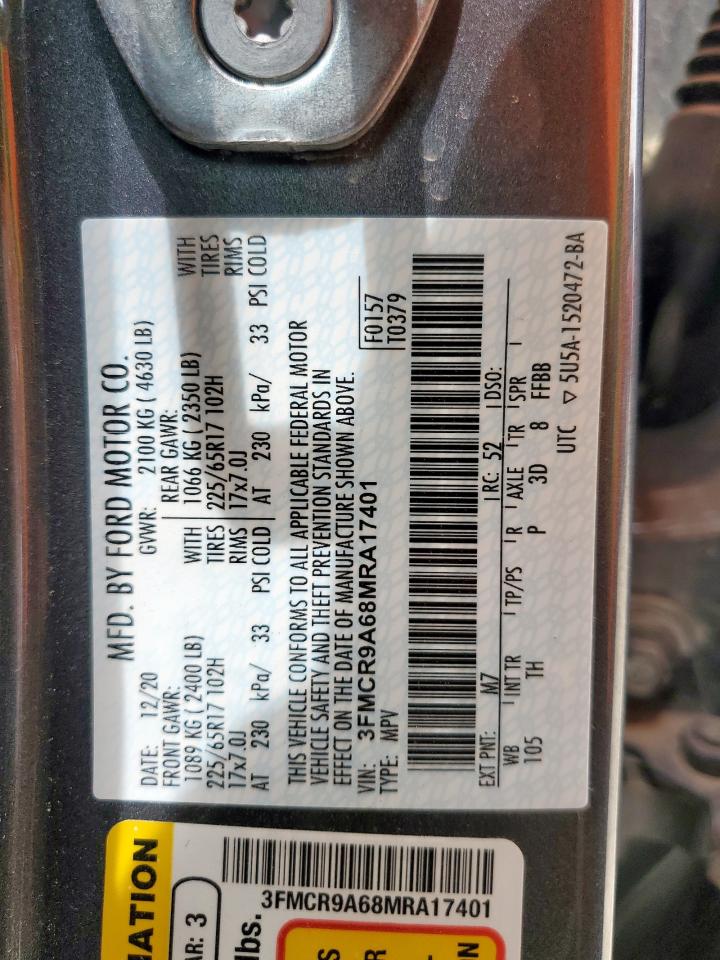 MFD. BY FORD MOTOR CO.
DATE: 12/20 GVWR: 2100 KG ( 4630 LB)
FRONT GAWR: REAR GAWR:
1089 KG ( 2400 LB) WITH 1066 KG ( 2350 LB) WITH
225/65R17 102H TIRES 225/65R17 102H TIRES
17x7.0J RIMS 17x7.0J RIMS
AT 230 kPa/ 33 PSI COLD AT 230 kPa/ 33 PSI COLD
THIS VEHICLE CONFORMS TO ALL APPLICABLE FEDERAL MOTOR
VEHICLE SAFETY AND THEFT PREVENTION STANDARDS IN
EFFECT ON THE DATE OF MANUFACTURE SHOWN ABOVE.
VIN: 3FMCR9A68MRA17401 F0157
TYPE: MPV T0379
EXT PNT: M7 RC: 52 DSO:
WB INT TR TP/PS R AXLE TR SPR
105 TH P 3D 8 FFBB
UTC ▽ 5U5A-1520472-BA
MATION
AR: 3
lbs.
3FMCR9A68MRA17401